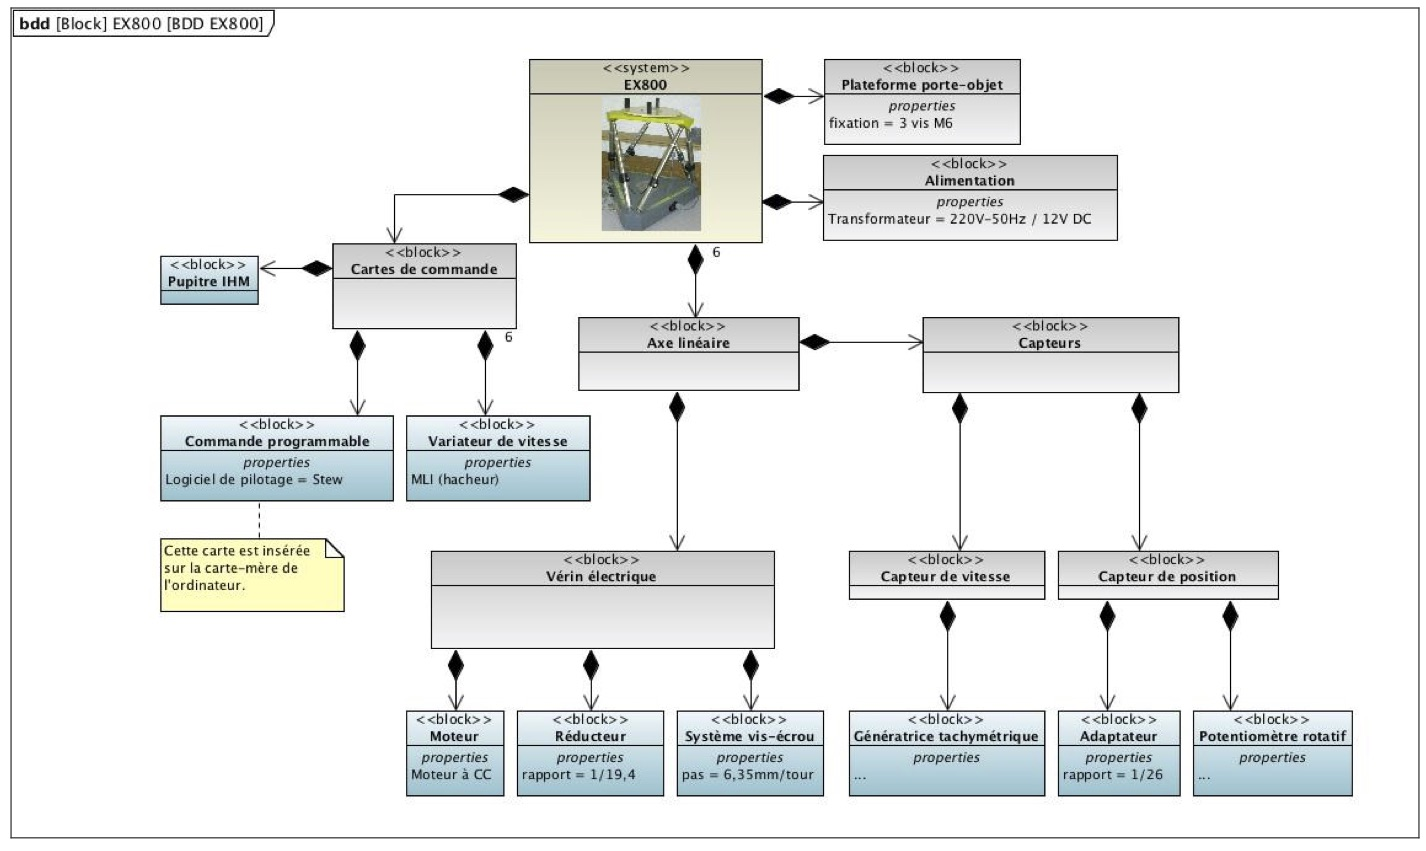 bdd [Block] EX800 [BDD EX800]
<<system>>
EX800
<<block>>
Plateforme porte-objet
properties
fixation = 3 vis M6
<<block>>
Alimentation
properties
Transformateur = 220V-50Hz / 12V DC
<<block>>
Cartes de commande
<<block>>
Pupitre IHM
6
6
<<block>>
Axe linéaire
<<block>>
Capteurs
<<block>>
Commande programmable
properties
Logiciel de pilotage = Stew
<<block>>
Variateur de vitesse
properties
MLI (hacheur)
Cette carte est insérée
sur la carte-mère de
l'ordinateur.
<<block>>
Vérin électrique
<<block>>
Capteur de vitesse
<<block>>
Capteur de position
<<block>>
Moteur
properties
Moteur à CC
<<block>>
Réducteur
properties
rapport = 1/19,4
<<block>>
Système vis-écrou
properties
pas = 6,35mm/tour
<<block>>
Génératrice tachymétrique
properties
...
<<block>>
Adaptateur
properties
rapport = 1/26
<<block>>
Potentiomètre rotatif
properties
...